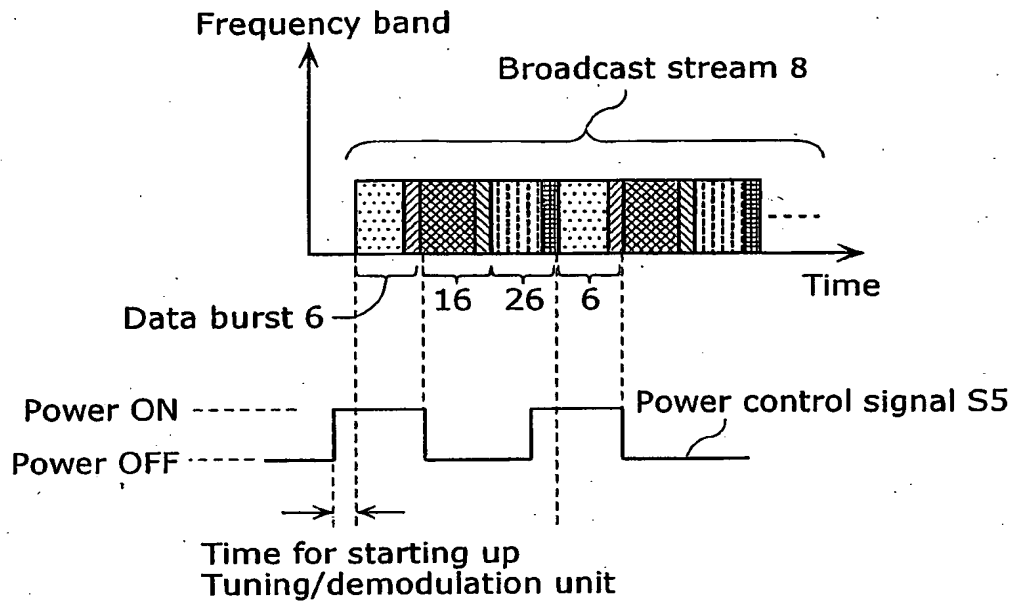 Frequency band
Broadcast stream 8
Time
16 26 6
Data burst 6
Power ON
Power control signal S5
Power OFF
Time for starting up
Tuning/demodulation unit